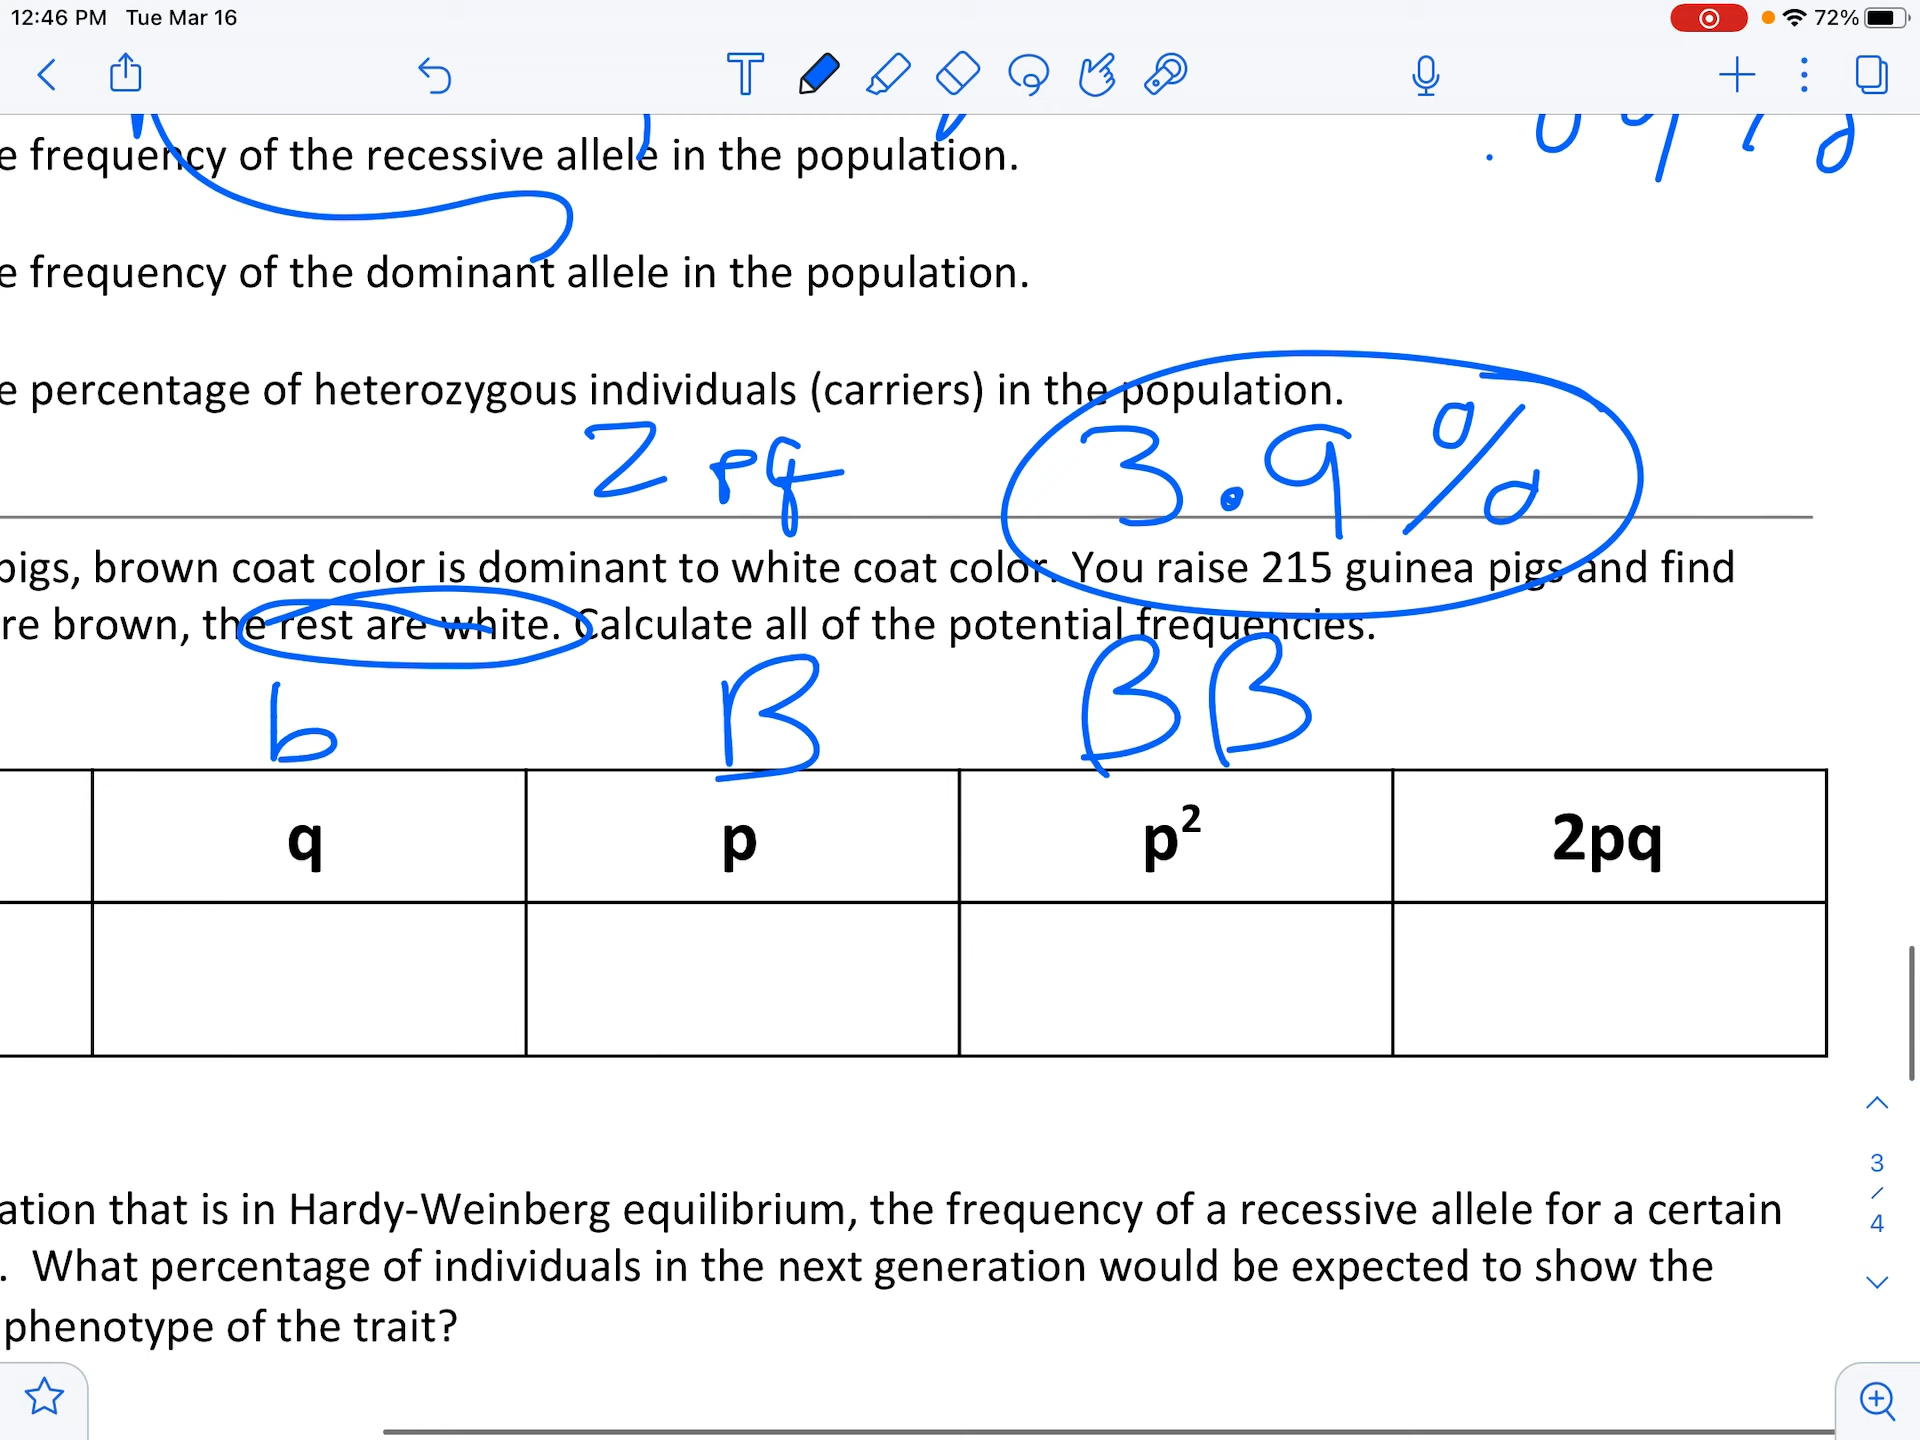 12:46 PM Tue Mar 16
72%
T
e frequency of the recessive allele in the population.
e frequency of the dominant allele in the population.
e percentage of heterozygous individuals (carriers) in the population.
2pq 3.9%
pigs, brown coat color is dominant to white coat color. You raise 215 guinea pigs and find
re brown, the rest are white. Calculate all of the potential frequencies.
b B BB
q p p² 2pq
ation that is in Hardy-Weinberg equilibrium, the frequency of a recessive allele for a certain
. What percentage of individuals in the next generation would be expected to show the
phenotype of the trait?
3
/
4